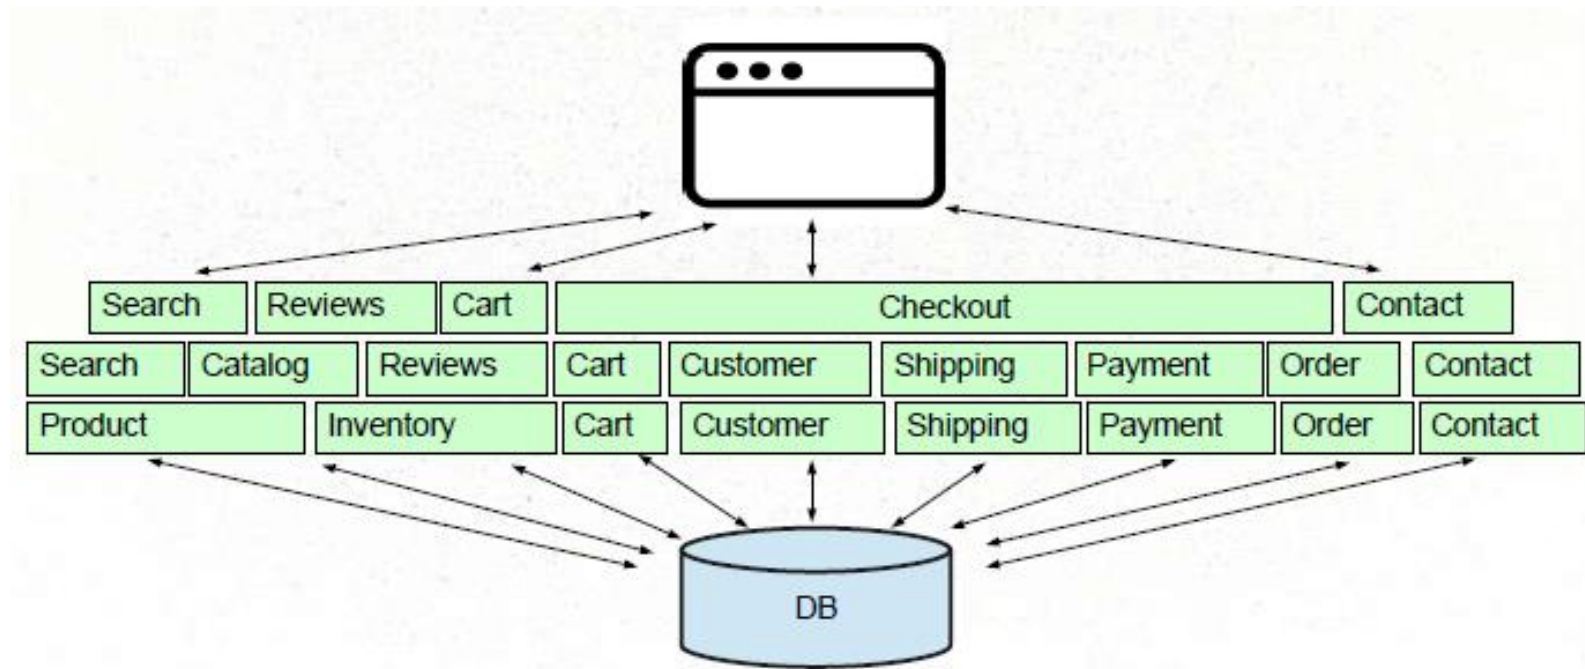 Search Reviews Cart Checkout Contact
Search Catalog Reviews Cart Customer Shipping Payment Order Contact
Product Inventory Cart Customer Shipping Payment Order Contact
DB